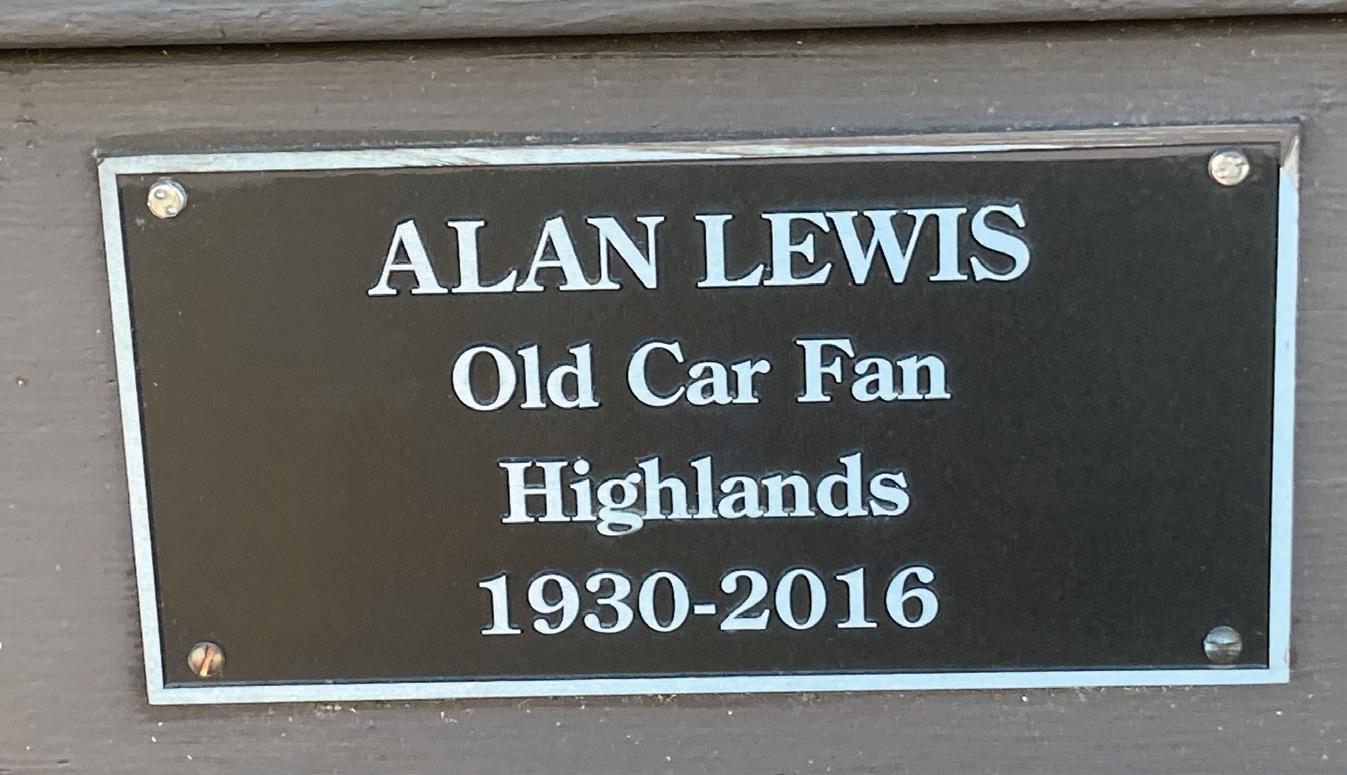 ALAN LEWIS
Old Car Fan
Highlands
1930-2016